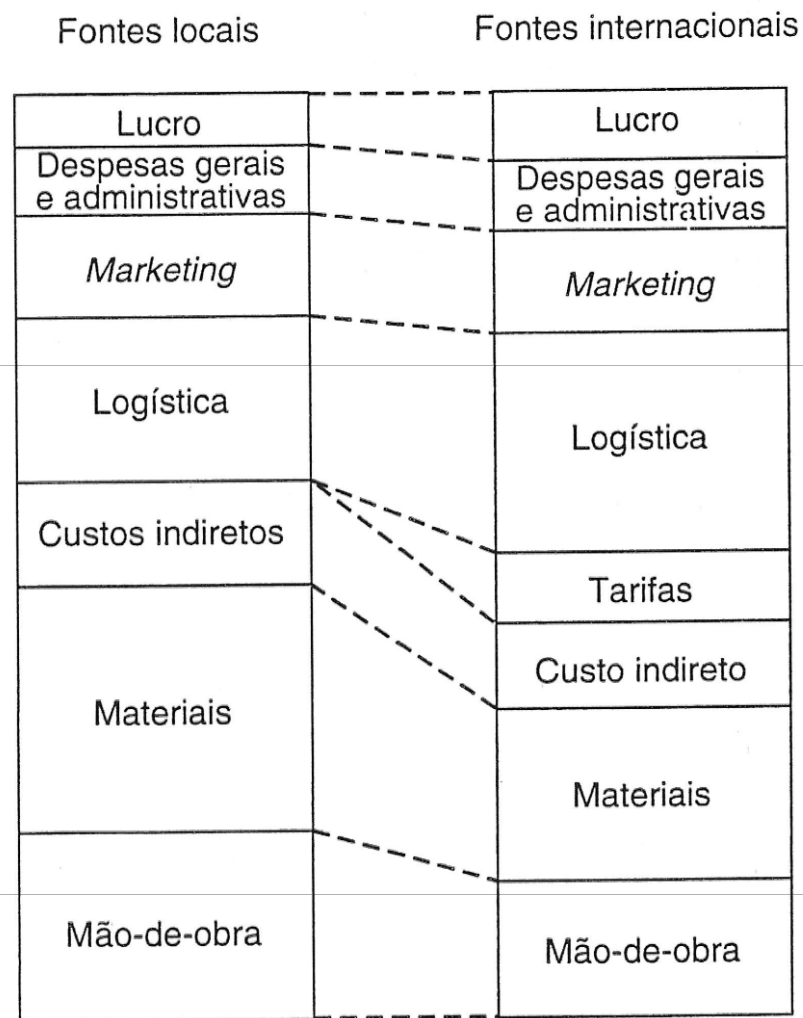 Fontes locais
Lucro
Despesas gerais
e administrativas
Marketing
Logística
Custos indiretos
Materiais
Mão-de-obra
Fontes internacionais
Lucro
Despesas gerais
e administrativas
Marketing
Logística
Tarifas
Custo indireto
Materiais
Mão-de-obra